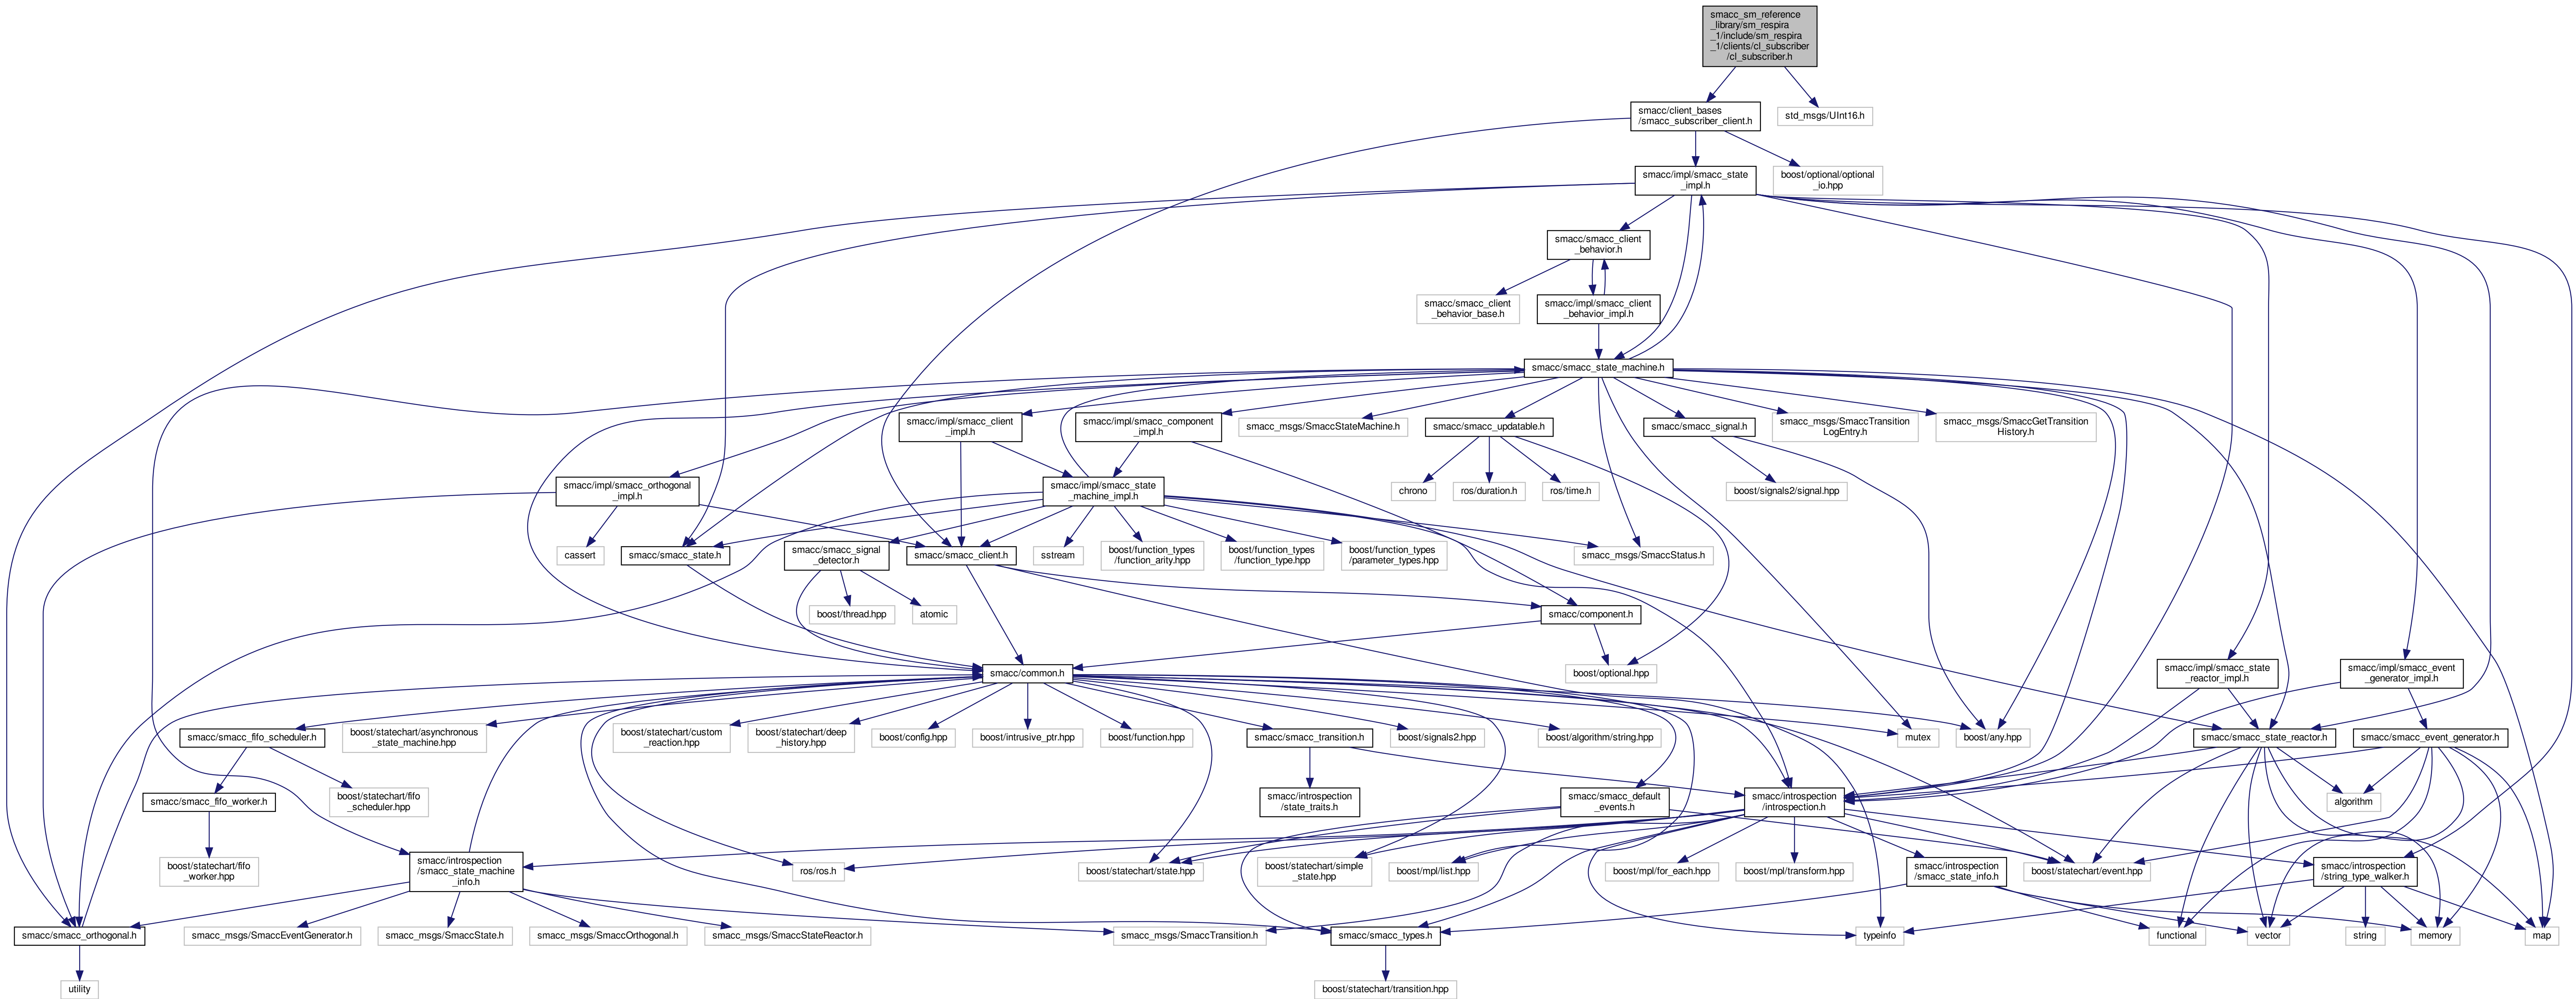 smacc_sm_reference
_library/sm_respira
_1/include/sm_respira
_1/clients/cl_subscriber
/cl_subscriber.h
smacc/client_bases
/smacc_subscriber_client.h
std_msgs/UInt16.h
smacc/impl/smacc_state
_impl.h
boost/optional/optional
_io.hpp
smacc/smacc_client
_behavior.h
smacc/smacc_client
_behavior_base.h
smacc/impl/smacc_client
_behavior_impl.h
smacc/smacc_state_machine.h
smacc/impl/smacc_client
_impl.h
smacc/impl/smacc_component
_impl.h
smacc_msgs/SmaccStateMachine.h
smacc/smacc_updatable.h
smacc/smacc_signal.h
smacc_msgs/SmaccTransition
LogEntry.h
smacc_msgs/SmaccGetTransition
History.h
smacc/impl/smacc_orthogonal
_impl.h
smacc/impl/smacc_state
_machine_impl.h
chrono
ros/duration.h
ros/time.h
boost/signals2/signal.hpp
cassert
smacc/smacc_state.h
smacc/smacc_signal
_detector.h
smacc/smacc_client.h
sstream
boost/function_types
/function_arity.hpp
boost/function_types
/function_type.hpp
boost/function_types
/parameter_types.hpp
smacc_msgs/SmaccStatus.h
boost/thread.hpp
atomic
smacc/component.h
smacc/common.h
boost/optional.hpp
smacc/impl/smacc_state
_reactor_impl.h
smacc/impl/smacc_event
_generator_impl.h
smacc/smacc_fifo_scheduler.h
boost/statechart/asynchronous
_state_machine.hpp
boost/statechart/custom
_reaction.hpp
boost/statechart/deep
_history.hpp
boost/config.hpp
boost/intrusive_ptr.hpp
boost/function.hpp
smacc/smacc_transition.h
boost/signals2.hpp
boost/algorithm/string.hpp
mutex
boost/any.hpp
smacc/smacc_state_reactor.h
smacc/smacc_event_generator.h
smacc/smacc_fifo_worker.h
boost/statechart/fifo
_scheduler.hpp
smacc/introspection
/state_traits.h
smacc/smacc_default
_events.h
smacc/introspection
/introspection.h
algorithm
boost/statechart/fifo
_worker.hpp
smacc/introspection
/smacc_state_machine
_info.h
ros/ros.h
boost/statechart/state.hpp
boost/statechart/simple
_state.hpp
boost/mpl/list.hpp
boost/mpl/for_each.hpp
boost/mpl/transform.hpp
smacc/introspection
/smacc_state_info.h
boost/statechart/event.hpp
smacc/introspection
/string_type_walker.h
smacc/smacc_orthogonal.h
smacc_msgs/SmaccEventGenerator.h
smacc_msgs/SmaccState.h
smacc_msgs/SmaccOrthogonal.h
smacc_msgs/SmaccStateReactor.h
smacc_msgs/SmaccTransition.h
smacc/smacc_types.h
typeinfo
functional
vector
string
memory
map
utility
boost/statechart/transition.hpp